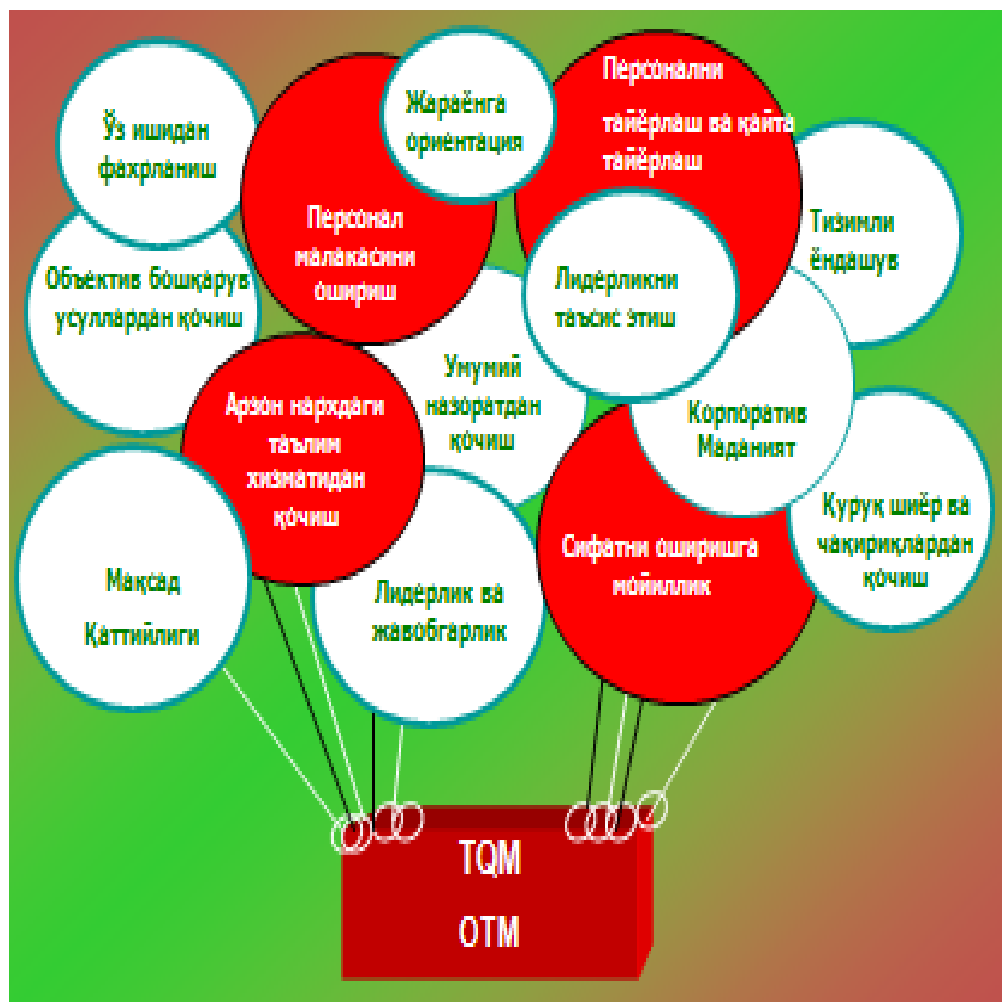 Ўз ишидан
фахрланиш
Жараёнга
ориентация
Персонални
тайёрлаш ва қайта
тайёрлаш
Персонал
малакасини
ошириш
Тизимли
ёндашув
Объектив бошқарув
усуллардан қочиш
Лидерликни
таъсис этиш
Умумий
назоратдан
қочиш
Арзон нархдаги
таълим
хизматидан
қочиш
Корпоратив
Маданият
Қуруқ шиёр ва
чақириқлардан
қочиш
Сифатни оширишга
мойиллик
Мақсад
Қаттийлиги
Лидерлик ва
жавобгарлик
TQM
ОТМ